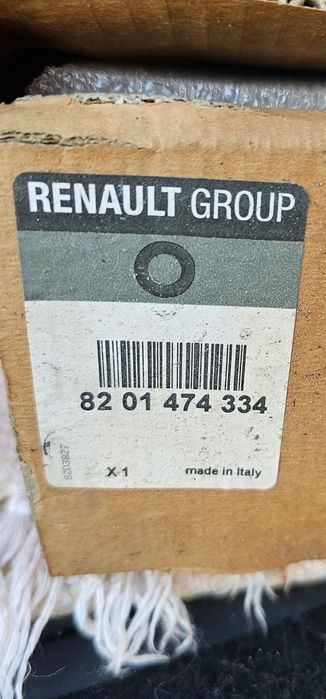 RENAULT GROUP
82 01 474 334
X 1
made in Italy